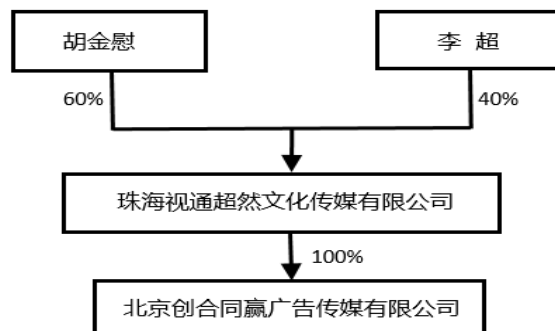 胡金慰
李 超
60%
40%
珠海视通超然文化传媒有限公司
100%
北京创合同赢广告传媒有限公司